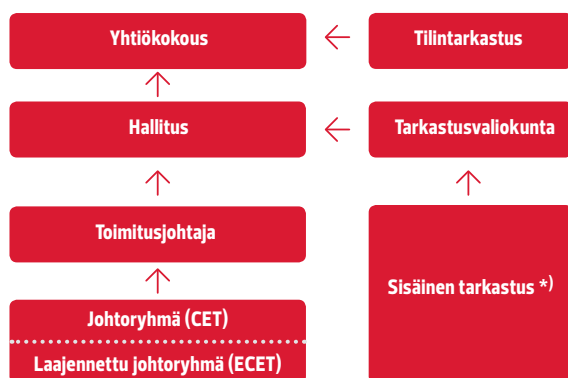 Yhtiökokous
Tilintarkastus
Hallitus
Tarkastusvaliokunta
Toimitusjohtaja
Sisäinen tarkastus *)
Johtoryhmä (CET)
Laajennettu johtoryhmä (ECET)